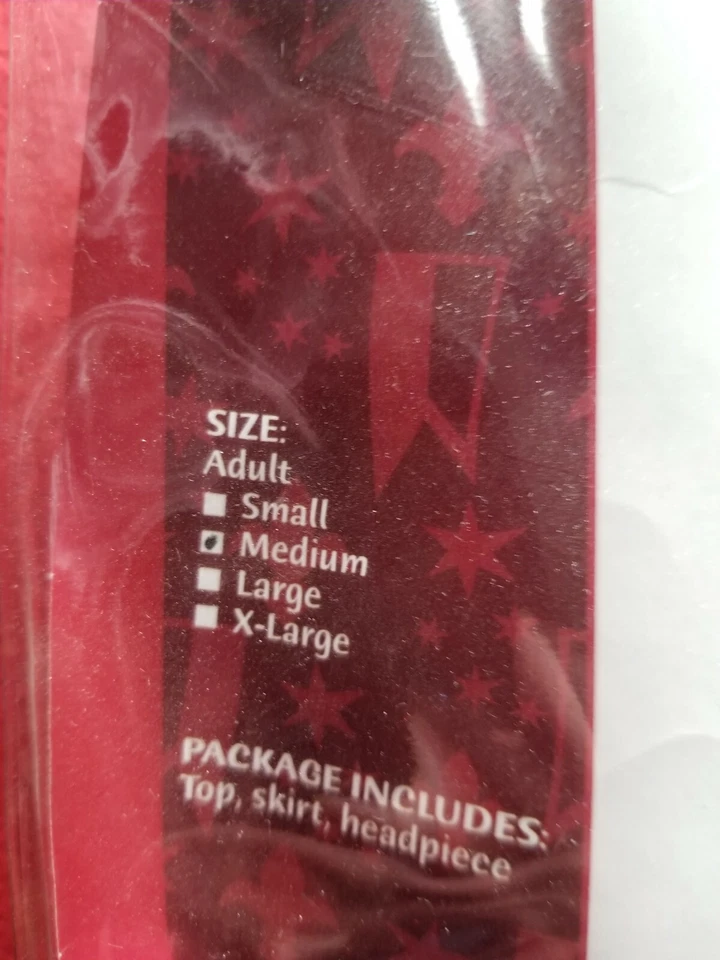 SIZE:
Adult
Small
Medium
Large
X-Large
PACKAGE INCLUDES:
Top, skirt, headpiece